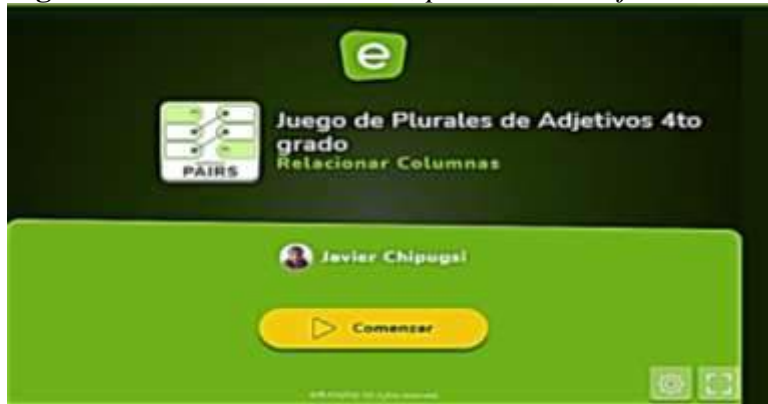 e
Juego de Plurales de Adjetivos 4to
grado
Relacionar Columnas
PAIRS
Javier Chipugsi
Comenzar